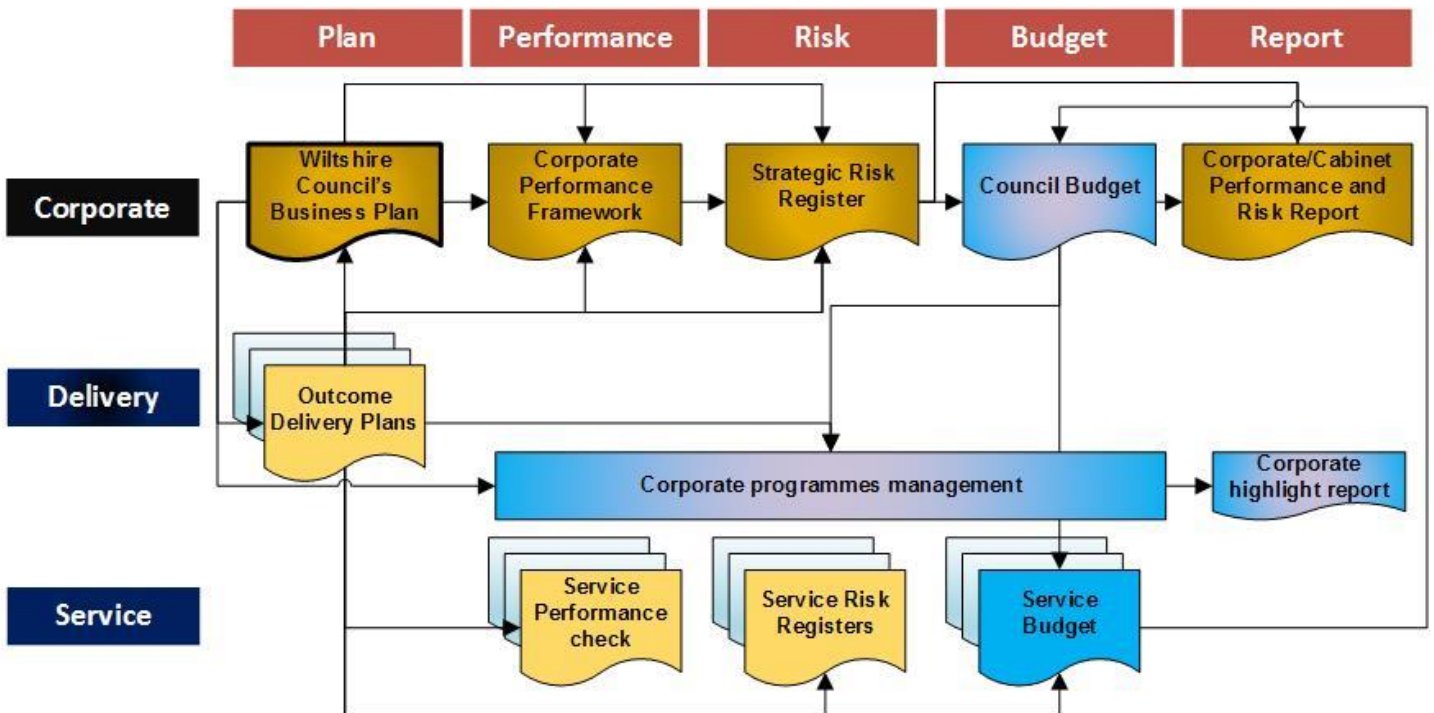 Plan
Performance
Risk
Budget
Report
Corporate
Wiltshire
Council's
Business Plan
Corporate
Performance
Framework
Strategic Risk
Register
Council Budget
Corporate/Cabinet
Performance and
Risk Report
Delivery
Outcome
Delivery Plans
Corporate programmes management
Corporate
highlight report
Service
Service
Performance
check
Service Risk
Registers
Service
Budget